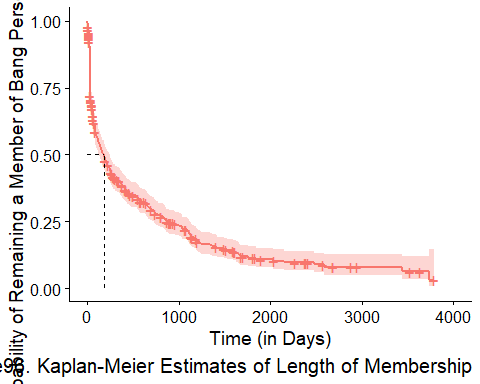 1.00
0.75
0.50
0.25
0.00
of Remaining a Member of Bang
0 1000 2000 3000 4000
Time (in Days)
Kaplan-Meier Estimates of Length of Membership